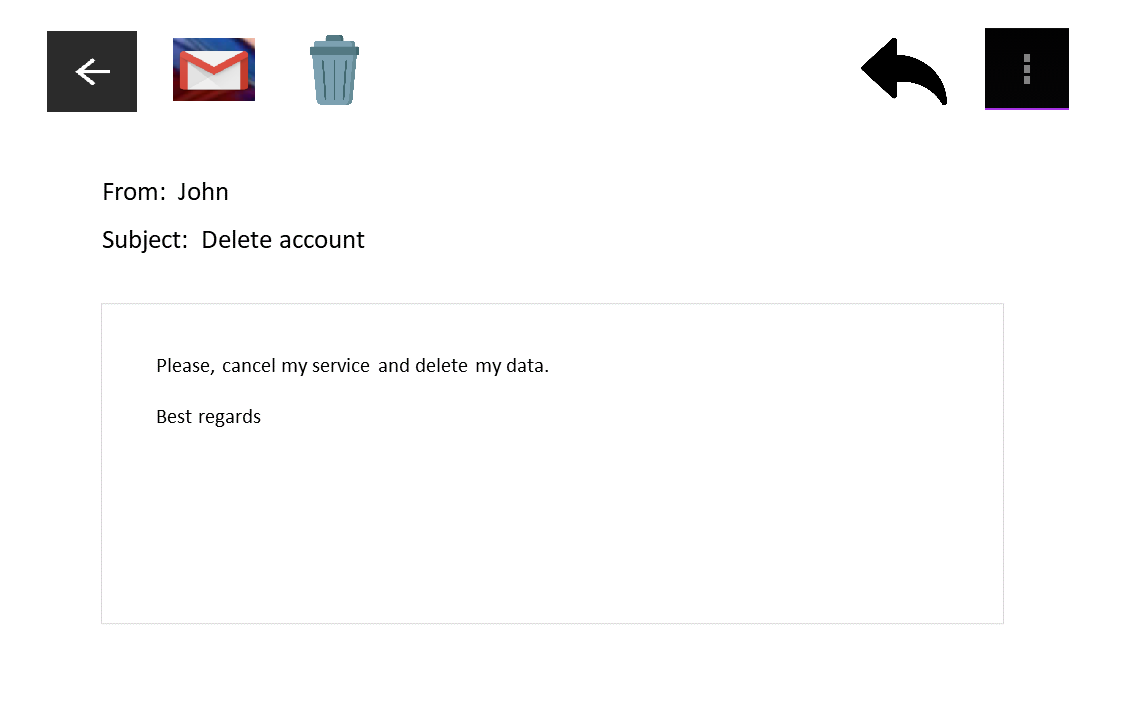 From: John
Subject: Delete account
Please, cancel my service and delete my data.
Best regards